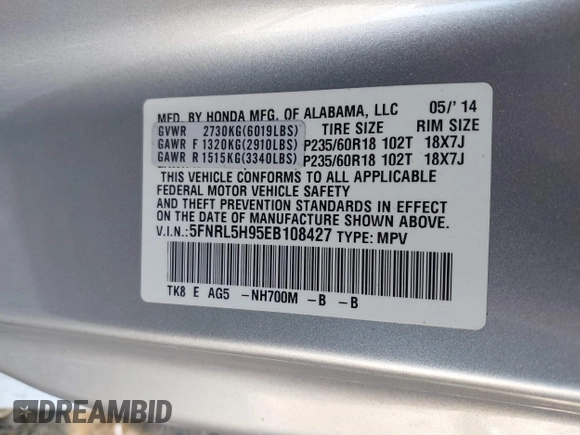 MFD. BY HONDA MFG. OF ALABAMA, LLC 05/'14
GVWR 2730KG(6019LBS) TIRE SIZE RIM SIZE
GAWR F 1320KG(2910LBS) P235/60R18 102T 18X7J
GAWR R 1515KG(3340LBS) P235/60R18 102T 18X7J
THIS VEHICLE CONFORMS TO ALL APPLICABLE
FEDERAL MOTOR VEHICLE SAFETY
AND THEFT PREVENTION STANDARDS IN EFFECT
ON THE DATE OF MANUFACTURE SHOWN ABOVE.
V.I.N.:5FNRL5H95EB108427 TYPE: MPV
TK8 E AG5 -NH700M -B -B
DREAMBID